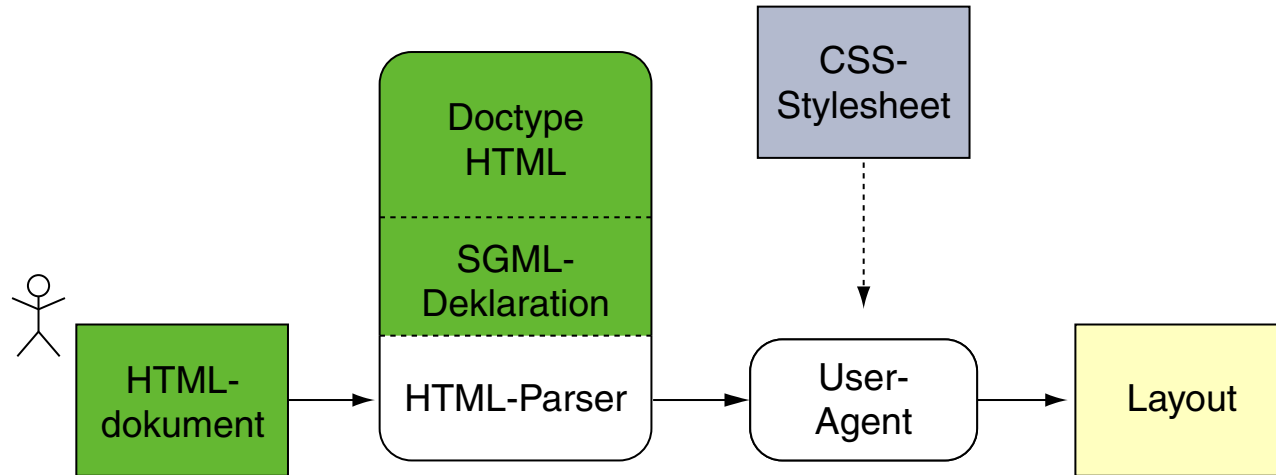 Doctype
HTML
SGML-
Deklaration
HTML-Parser
CSS-
Stylesheet
HTML-
dokument
User-
Agent
Layout